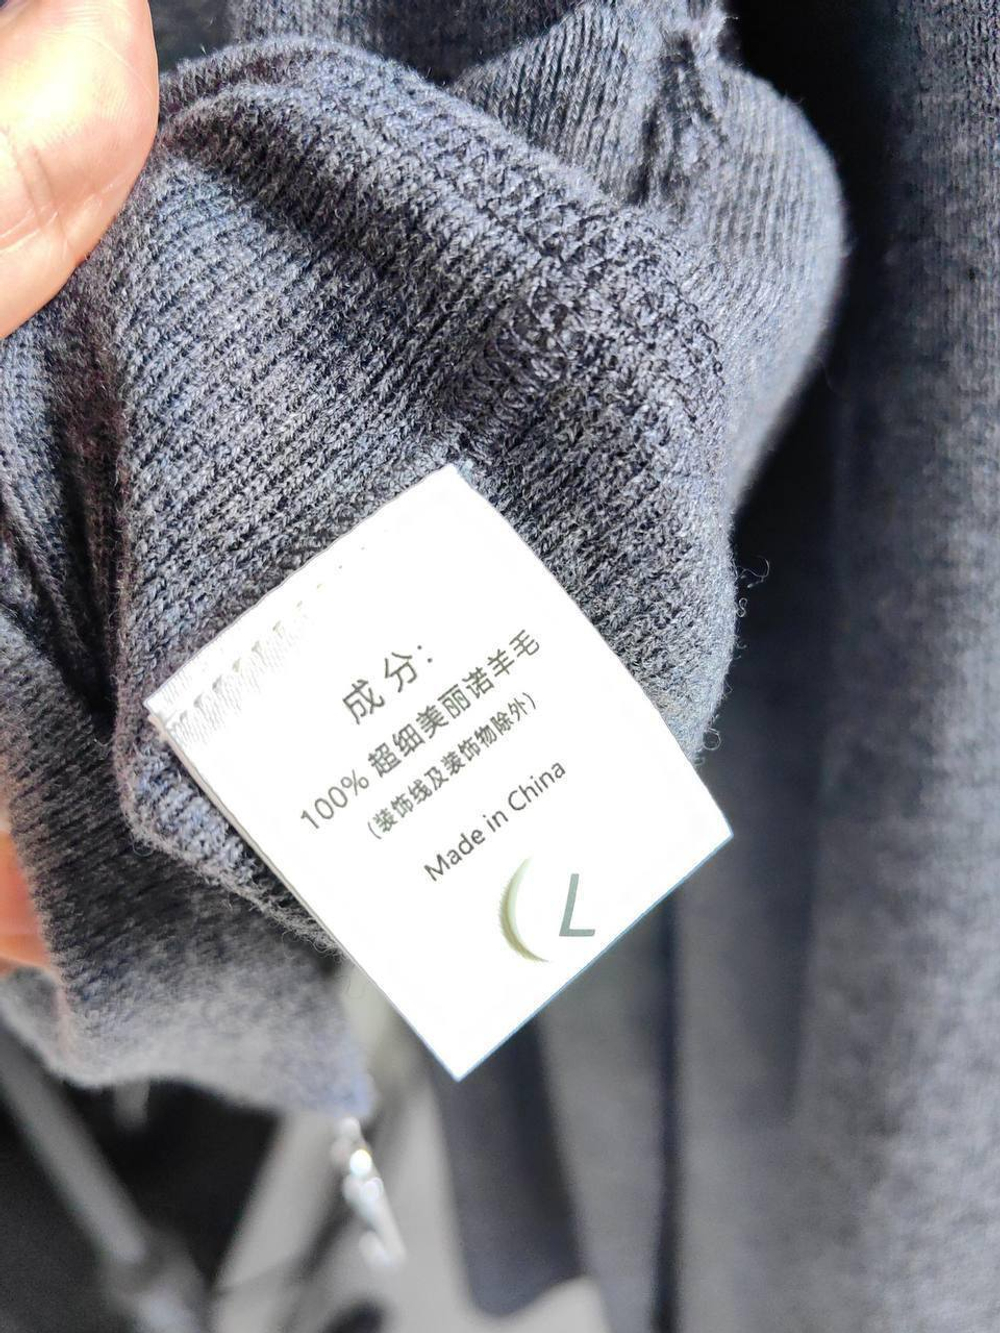 成分：
100% 超细美丽诺羊毛
(装饰线及装饰物除外)
Made in China
L